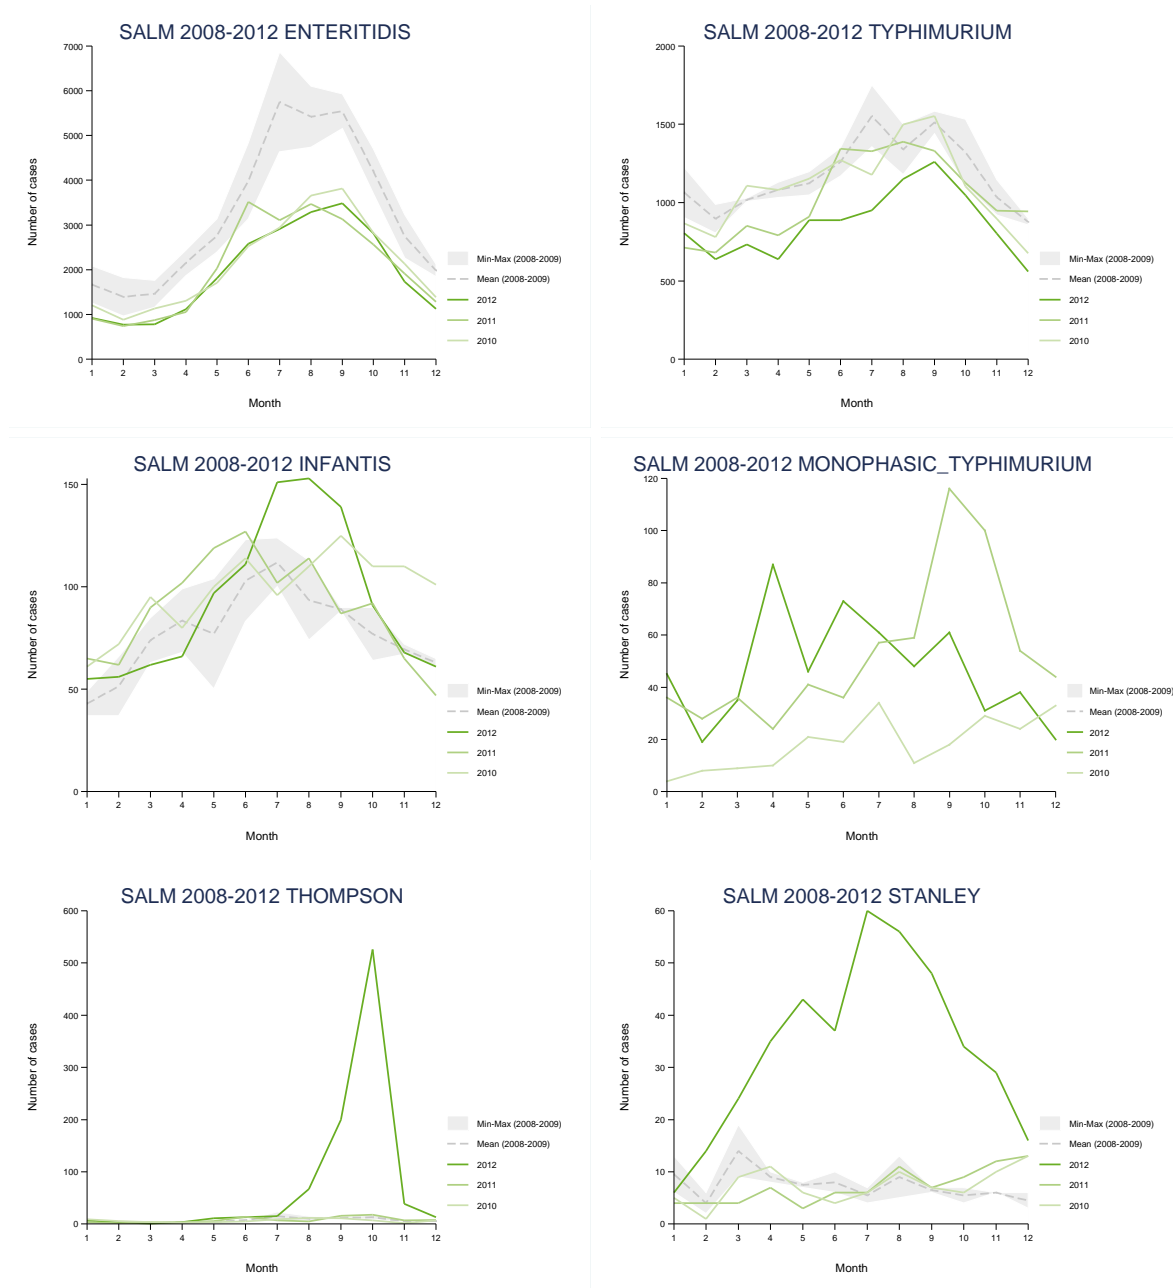 SALM 2008-2012 ENTERITIDIS
7000
6000
5000
4000
3000
2000
1000
0
Number of cases
1 2 3 4 5 6 7 8 9 10 11 12
Month
Min-Max (2008-2009)
Mean (2008-2009)
2012
2011
2010
SALM 2008-2012 TYPHIMURIUM
2000
1500
1000
500
0
Number of cases
1 2 3 4 5 6 7 8 9 10 11 12
Month
Min-Max (2008-2009)
Mean (2008-2009)
2012
2011
2010
SALM 2008-2012 INFANTIS
150
100
50
0
Number of cases
1 2 3 4 5 6 7 8 9 10 11 12
Month
Min-Max (2008-2009)
Mean (2008-2009)
2012
2011
2010
SALM 2008-2012 MONOPHASIC_TYPHIMURIUM
120
100
80
60
40
20
0
Number of cases
1 2 3 4 5 6 7 8 9 10 11 12
Month
Min-Max (2008-2009)
Mean (2008-2009)
2012
2011
2010
SALM 2008-2012 THOMPSON
600
500
400
300
200
100
0
Number of cases
1 2 3 4 5 6 7 8 9 10 11 12
Month
Min-Max (2008-2009)
Mean (2008-2009)
2012
2011
2010
SALM 2008-2012 STANLEY
60
50
40
30
20
10
0
Number of cases
1 2 3 4 5 6 7 8 9 10 11 12
Month
Min-Max (2008-2009)
Mean (2008-2009)
2012
2011
2010